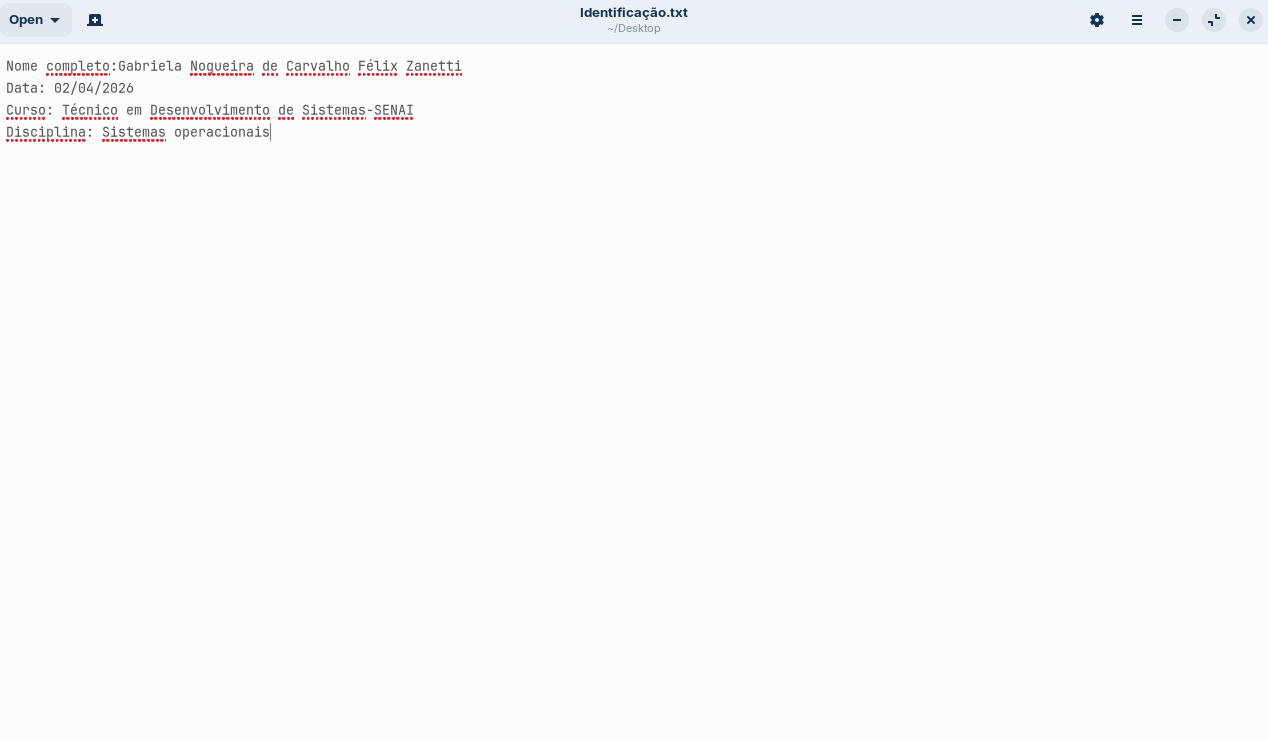 Open
Identificação.txt
~/Desktop
Nome completo:Gabriela Nogueira de Carvalho Félix Zanetti
Data: 02/04/2026
Curso: Técnico em Desenvolvimento de Sistemas-SENAI
Disciplina: Sistemas operacionais